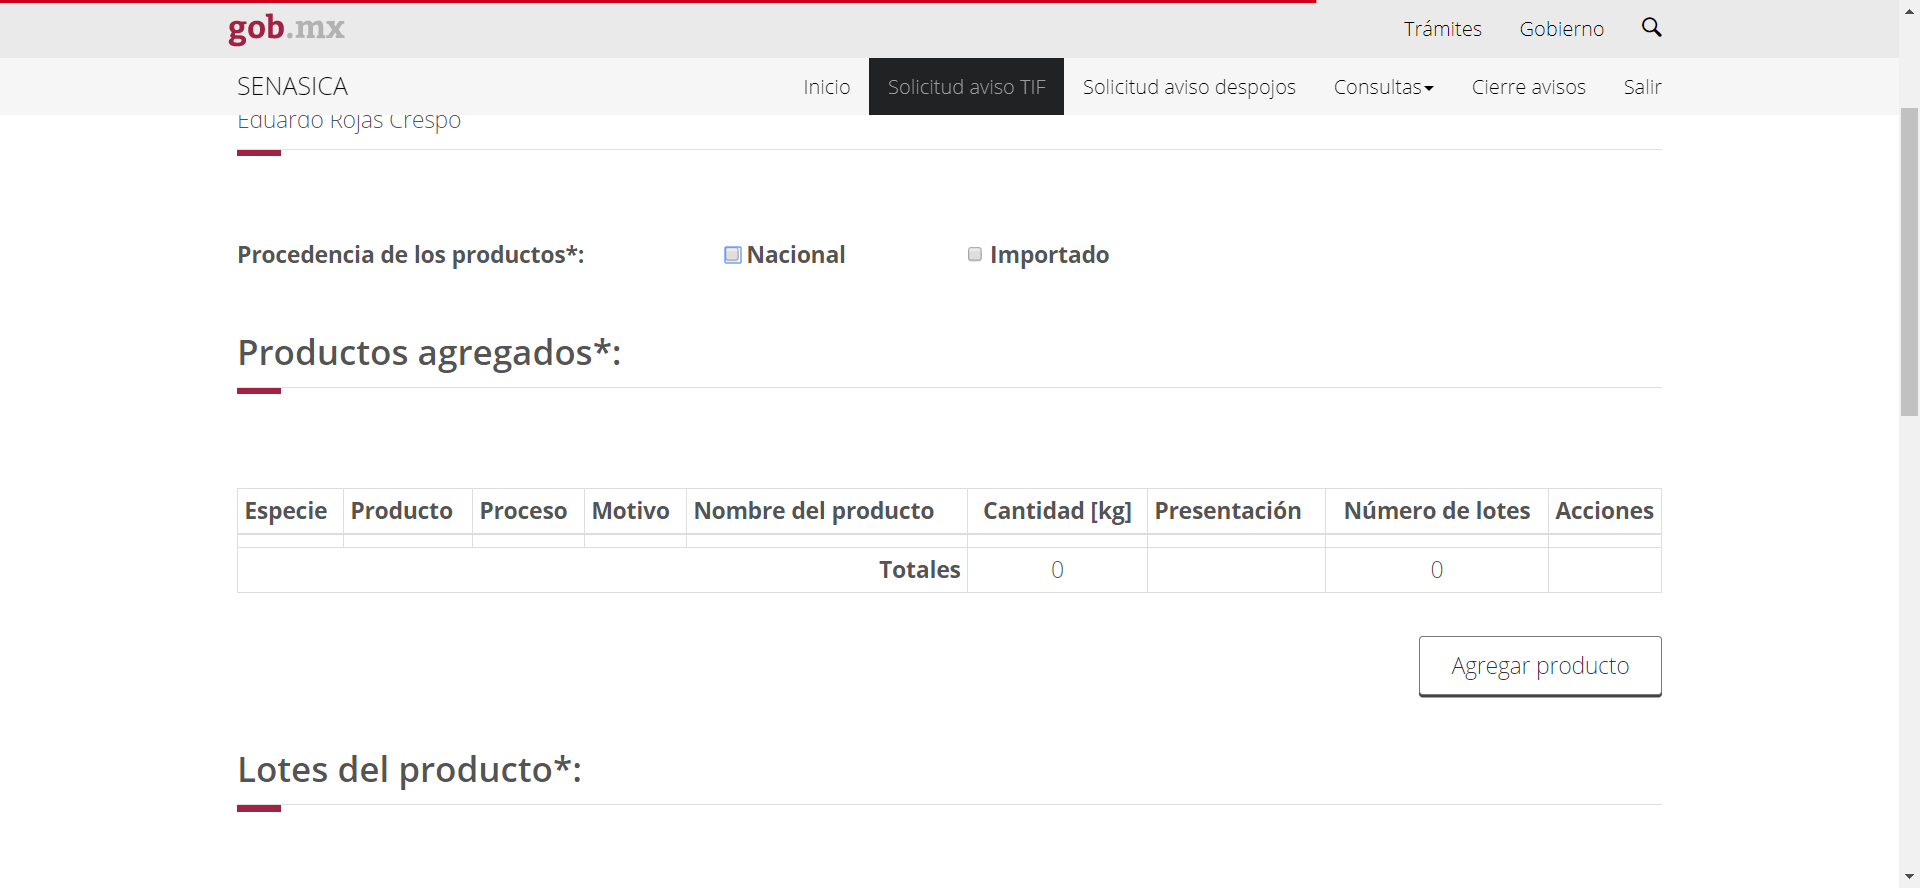 gob.mx
Trámites Gobierno
SENASICA
Inicio Solicitud aviso TIF Solicitud aviso despojos Consultas Cierre avisos Salir
Eduardo Rojas Crespo
Procedencia de los productos*: Nacional Importado
Productos agregados*:
Especie Producto Proceso Motivo Nombre del producto Cantidad [kg] Presentación Número de lotes Acciones
Totales 0 0
Agregar producto
Lotes del producto*: